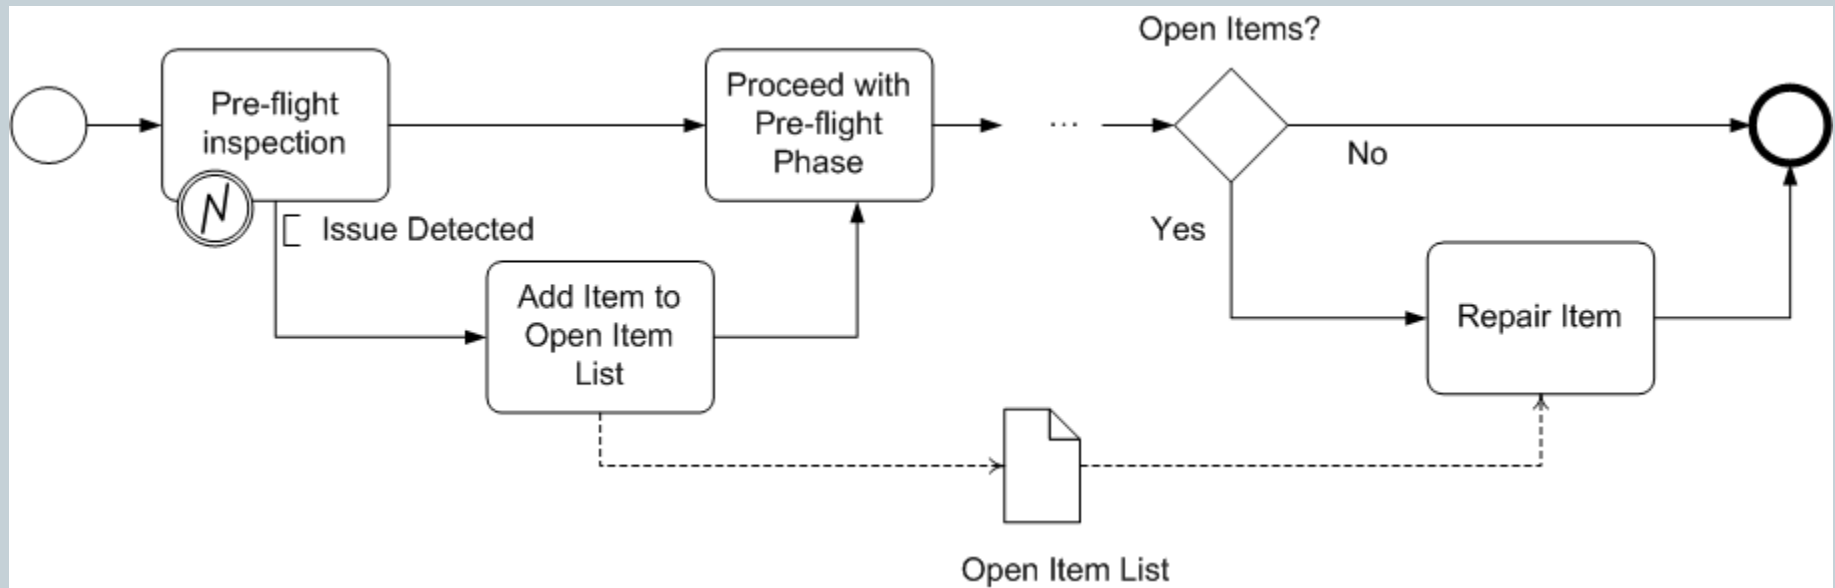 Open Items?
Pre-flight
inspection
Proceed with
Pre-flight
Phase
...
No
Issue Detected
Yes
Add Item to
Open Item
List
Repair Item
Open Item List